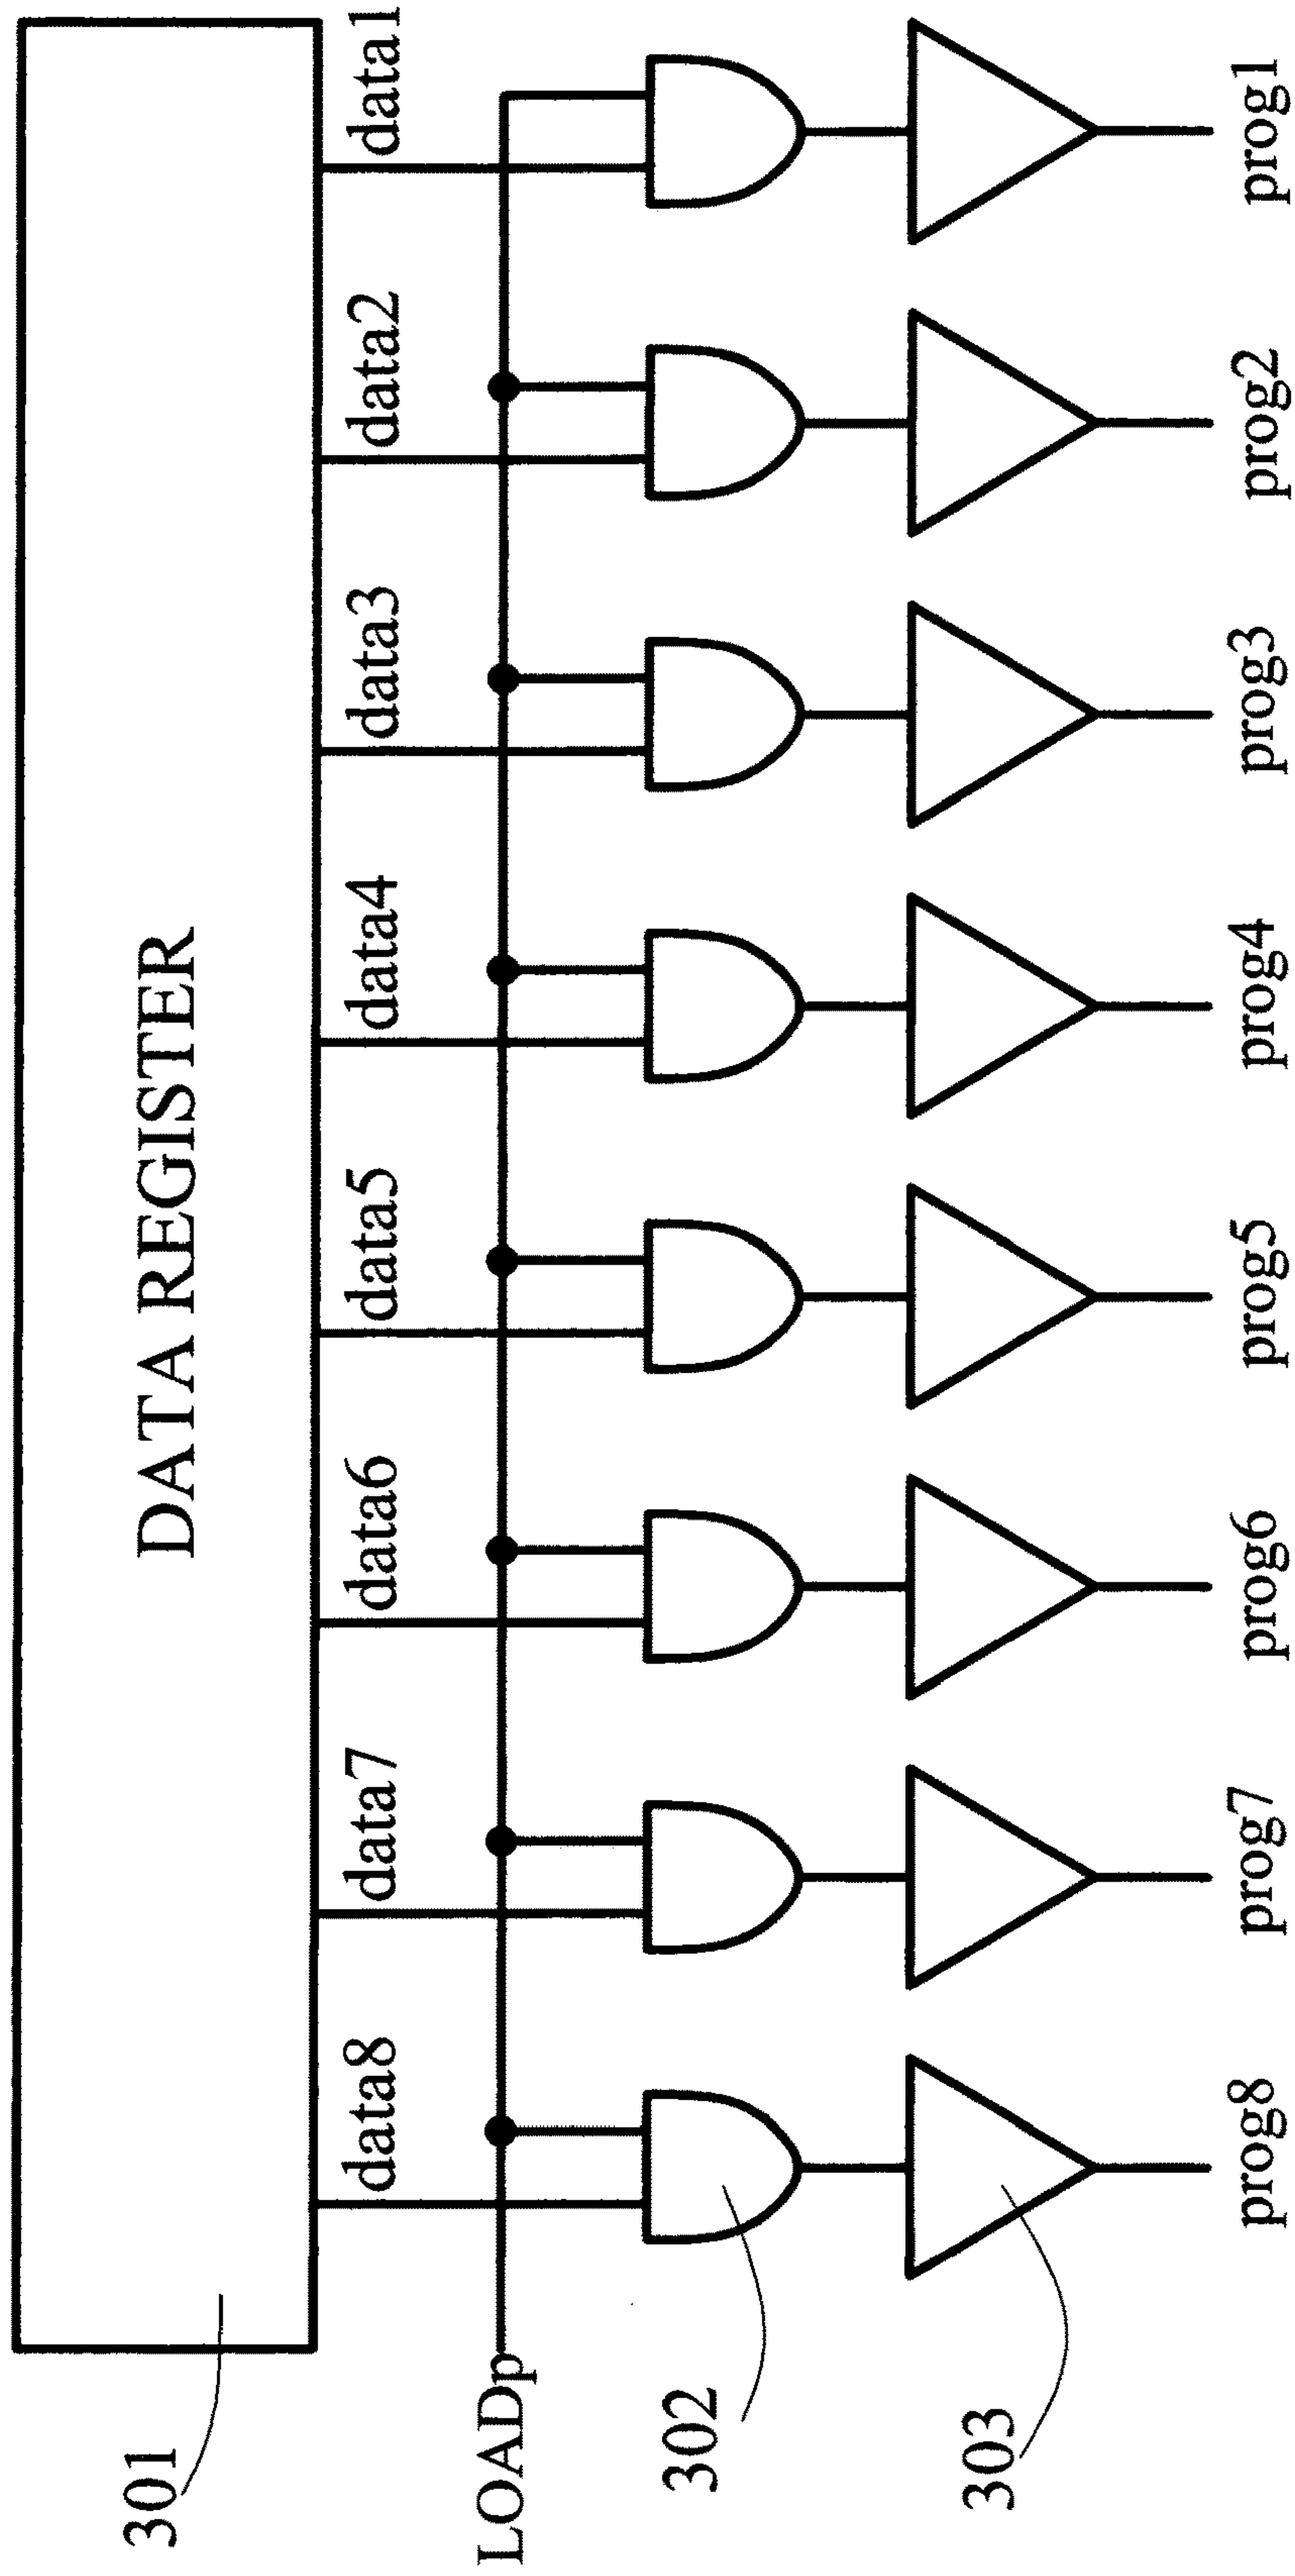 DATA REGISTER
301
data8
data7
data6
data5
data4
data3
data2
data1
LOADp
302
303
prog8
prog7
prog6
prog5
prog4
prog3
prog2
prog1